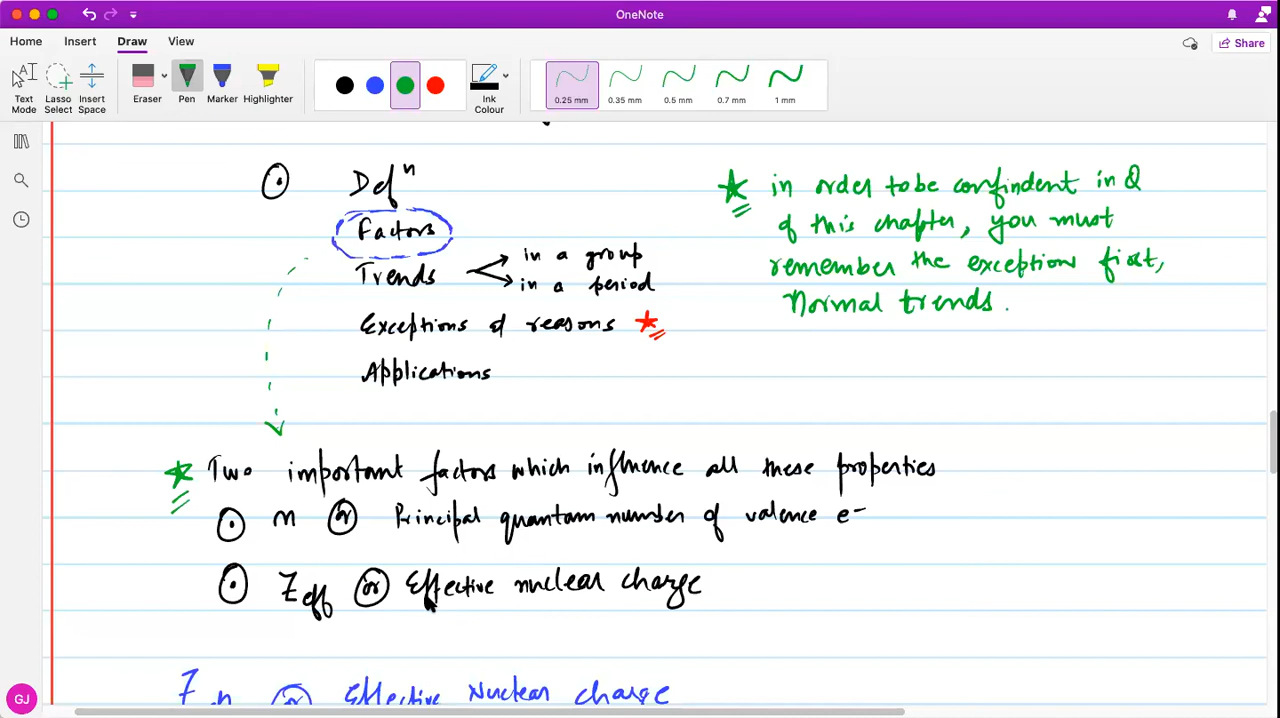 OneNote
Home Insert Draw View
Share
Text Mode
Lasso Select
Insert Space
Eraser
Pen
Marker
Highlighter
Ink Colour
0.25 mm
0.35 mm
0.5 mm
0.7 mm
1 mm
Defⁿ
Factors
Trends
in a group
in a period
Exceptions & reasons
Applications
in order to be confindent in Q
of this chapter, you must
remember the exceptions first,
Normal trends.
Two important factors which influence all these properties
n or Principal quantam number of valence e⁻
Zeff or Effective nuclear charge
Effective Nuclear charge
GJ